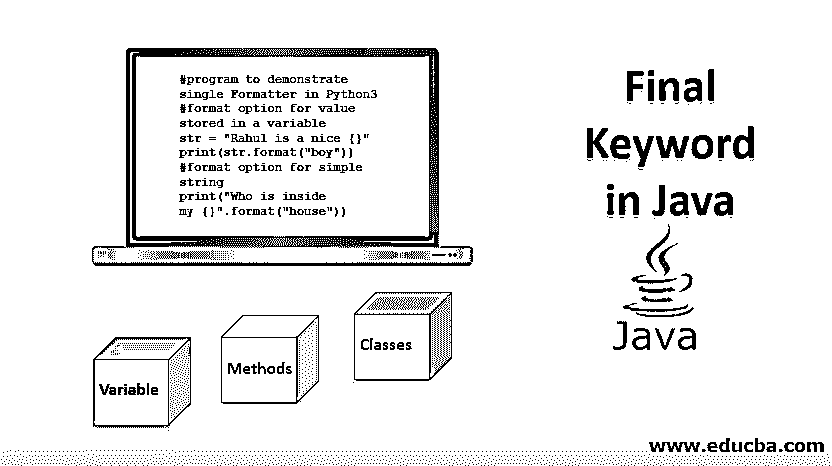 #program to demonstrate
single Formatter in Python3
#format option for value
stored in a variable
str = "Rahul is a nice {}"
print(str.format("boy"))
#format option for simple
string
print("Who is inside
my {}".format("house"))
Final
Keyword
in Java
Java
Variable
Methods
Classes
www.educba.com